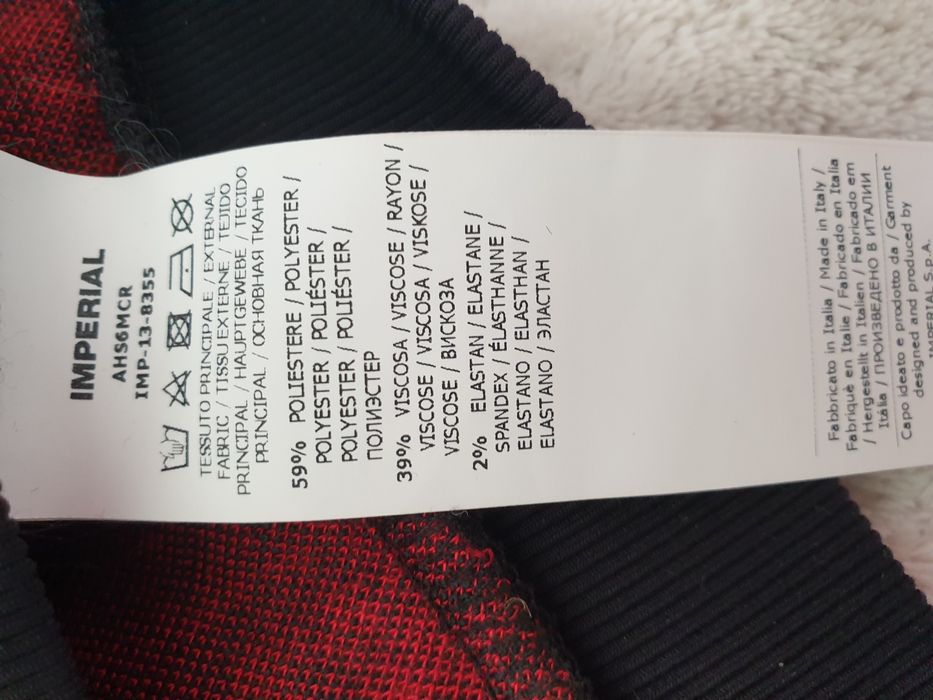 IMPERIAL
AHS6MCR
IMP-13-8355
TESSUTO PRINCIPALE / EXTERNAL
FABRIC / TISSU EXTERNE / TEJIDO
PRINCIPAL / HAUPTGEWEBE / TECIDO
PRINCIPAL / ОСНОВНАЯ ТКАНЬ
59% POLIESTERE / POLYESTER /
POLYESTER / POLIÉSTER /
POLYESTER / POLIÉSTER /
ПОЛИЭСТЕР
39% VISCOSA / VISCOSE / RAYON /
VISCOSE / VISCOSA / VISKOSE /
VISCOSE / ВИСКОЗА
2% ELASTAN / ELASTANE /
SPANDEX / ÉLASTHANNE /
ELASTANO / ELASTHAN /
ELASTANO / ЭЛАСТАН
Fabbricato in Italia / Made in Italy /
Fabriqué en Italie / Fabricado en Italia
/ Hergestellt in Italien / Fabricado em
Itália / ПРОИЗВЕДЕНО В ИТАЛИИ
Capo ideato e prodotto da / Garment
designed and produced by
IMPERIAL S.P.A.